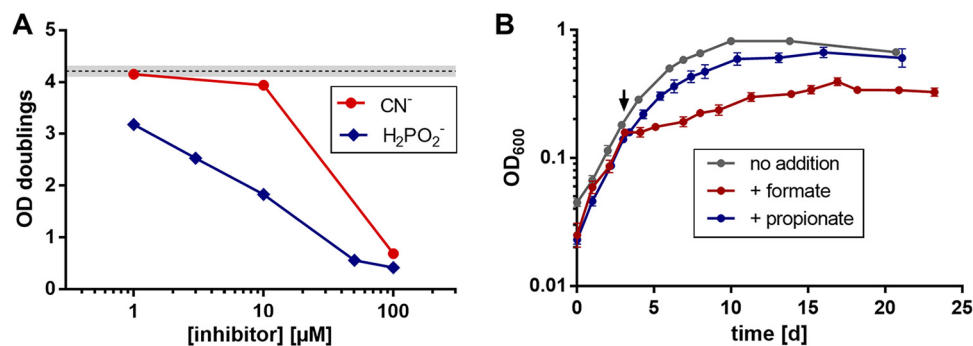 A
OD doublings
5
4
3
2
1
0
CN⁻
H₂PO₂⁻
1
10
100
[inhibitor] [µM]
B
OD₆₀₀
1
0.1
0.01
no addition
+ formate
+ propionate
0
5
10
15
20
25
time [d]